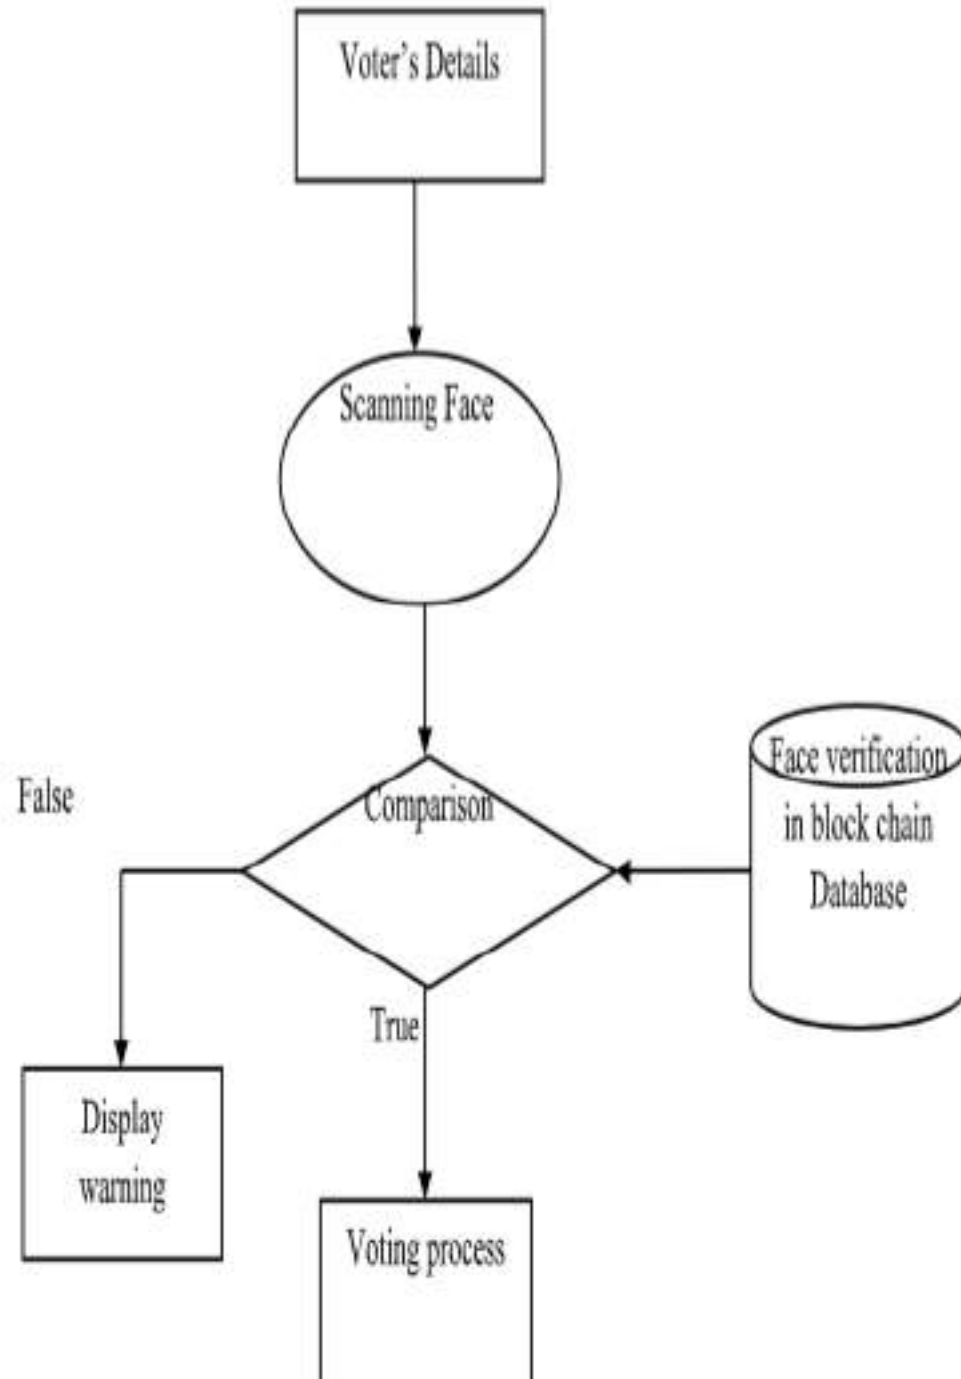 Voter's Details
Scanning Face
False
Comparison
Face verification
in block chain
Database
True
Display
warning
Voting process